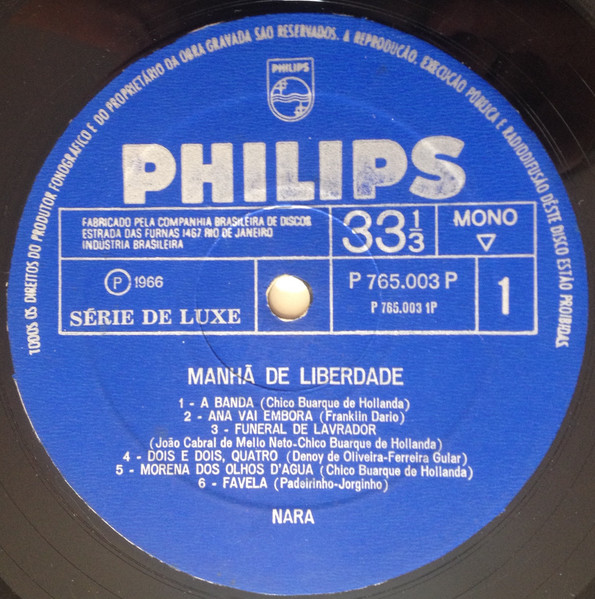 TODOS OS DIREITOS DO PRODUTOR FONOGRÁFICO E DO PROPRIETÁRIO DA OBRA GRAVADA SÃO RESERVADOS. A REPRODUÇÃO, EXECUÇÃO PÚBLICA E RADIODIFUSÃO DÊSTE DISCO ESTÃO PROIBIDAS
PHILIPS
PHILIPS
FABRICADO PELA COMPANHIA BRASILEIRA DE DISCOS
ESTRADA DAS FURNAS 1467 RIO DE JANEIRO
INDÚSTRIA BRASILEIRA
33 1/3
MONO
▽
Ⓟ 1966
SÉRIE DE LUXE
P 765.003 P
P 765.003 1P
1
MANHÃ DE LIBERDADE
1 - A BANDA (Chico Buarque de Hollanda)
2 - ANA VAI EMBORA (Franklin Dario)
3 - FUNERAL DE LAVRADOR
(João Cabral de Mello Neto-Chico Buarque de Hollanda)
4 - DOIS E DOIS, QUATRO (Denoy de Oliveira-Ferreira Gular)
5 - MORENA DOS OLHOS D'AGUA (Chico Buarque de Hollanda)
6 - FAVELA (Padeirinho-Jorginho)
NARA